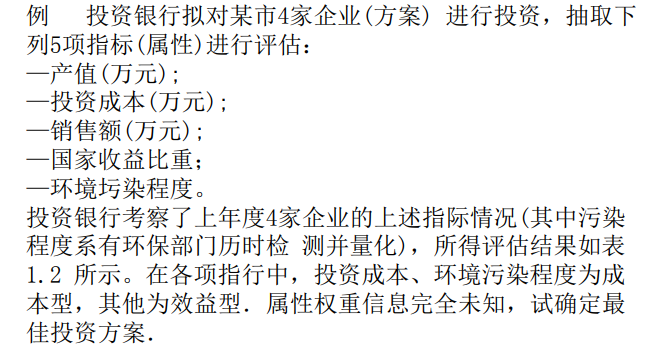 例　　投资银行拟对某市4家企业(方案) 进行投资，抽取下
列5项指标(属性)进行评估：
—产值(万元);
—投资成本(万元);
—销售额(万元);
—国家收益比重；
—环境圬染程度。
投资银行考察了上年度4家企业的上述指际情况(其中污染
程度系有环保部门历时检 测并量化)，所得评估结果如表
1.2 所示。在各项指行中，投资成本、环境污染程度为成
本型，其他为效益型．属性权重信息完全未知，试确定最
佳投资方案．